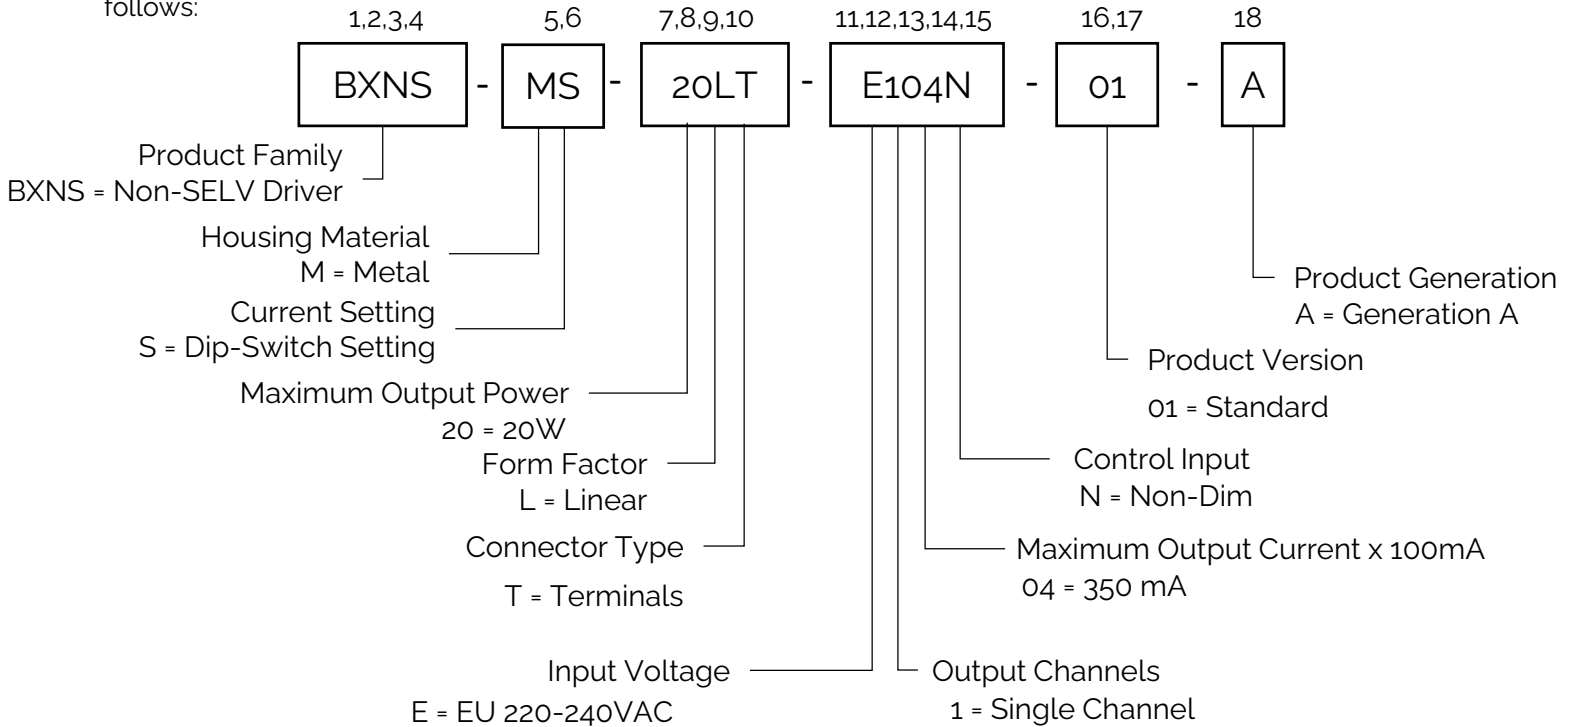 follows:
1,2,3,4 5,6 7,8,9,10 11,12,13,14,15 16,17 18
BXNS - MS - 20LT - E104N - 01 - A
Product Family
BXNS = Non-SELV Driver
Housing Material
M = Metal
Current Setting
S = Dip-Switch Setting
Maximum Output Power
20 = 20W
Form Factor
L = Linear
Connector Type
T = Terminals
Input Voltage
E = EU 220-240VAC
Output Channels
1 = Single Channel
Maximum Output Current x 100mA
04 = 350 mA
Control Input
N = Non-Dim
Product Version
01 = Standard
Product Generation
A = Generation A